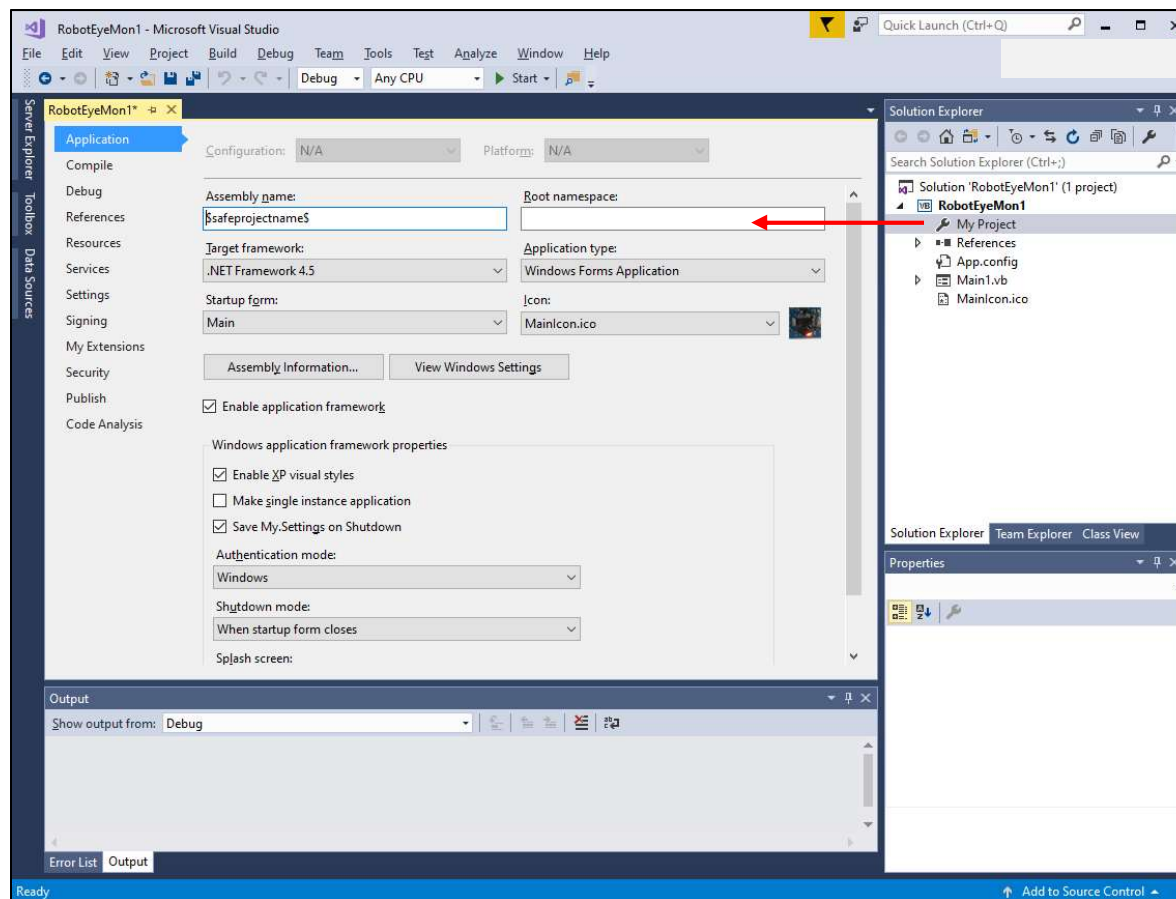 RobotEyeMon1 - Microsoft Visual Studio
Quick Launch (Ctrl+Q)
File Edit View Project Build Debug Team Tools Test Analyze Window Help
Debug Any CPU Start
Server Explorer
Toolbox
Data Sources
RobotEyeMon1*
Application
Compile
Debug
References
Resources
Services
Settings
Signing
My Extensions
Security
Publish
Code Analysis
Configuration: N/A Platform: N/A
Assembly name: Root namespace:
$safeprojectname$
Target framework: Application type:
.NET Framework 4.5 Windows Forms Application
Startup form: Icon:
Main MainIcon.ico
Assembly Information... View Windows Settings
Enable application framework
Windows application framework properties
Enable XP visual styles
Make single instance application
Save My.Settings on Shutdown
Authentication mode:
Windows
Shutdown mode:
When startup form closes
Splash screen:
Solution Explorer
Search Solution Explorer (Ctrl+;)
Solution 'RobotEyeMon1' (1 project)
VB RobotEyeMon1
My Project
References
App.config
Main1.vb
MainIcon.ico
Solution Explorer Team Explorer Class View
Properties
Output
Show output from: Debug
Error List Output
Ready Add to Source Control